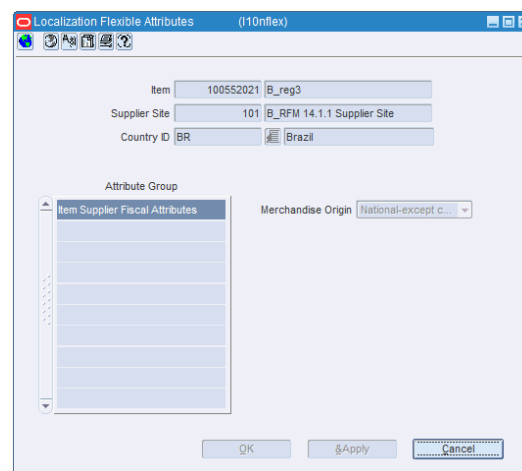 Localization Flexible Attributes (l10nflex)
Item 100552021 B_reg3
Supplier Site 101 B_RFM 14.1.1 Supplier Site
Country ID BR Brazil
Attribute Group
Item Supplier Fiscal Attributes
Merchandise Origin National-except c...
OK &Apply Cancel